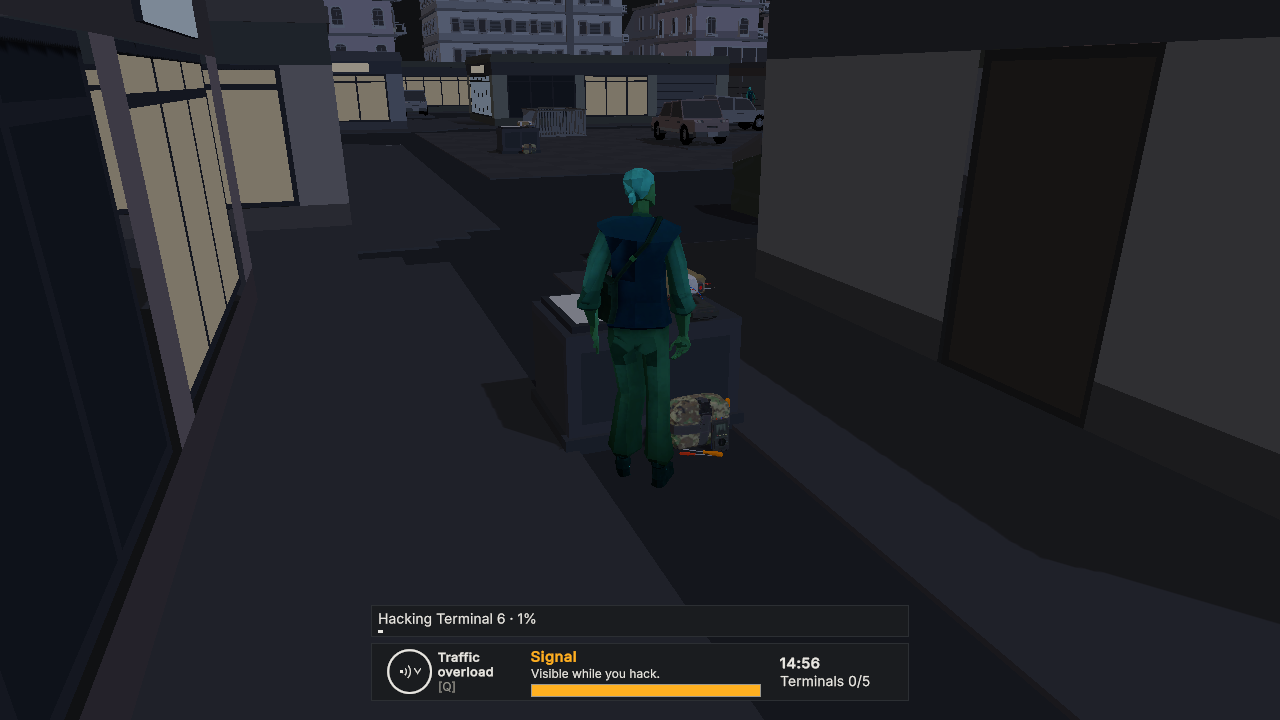 Hacking Terminal 6 · 1%
Traffic
overload
[Q]
Signal
Visible while you hack.
14:56
Terminals 0/5